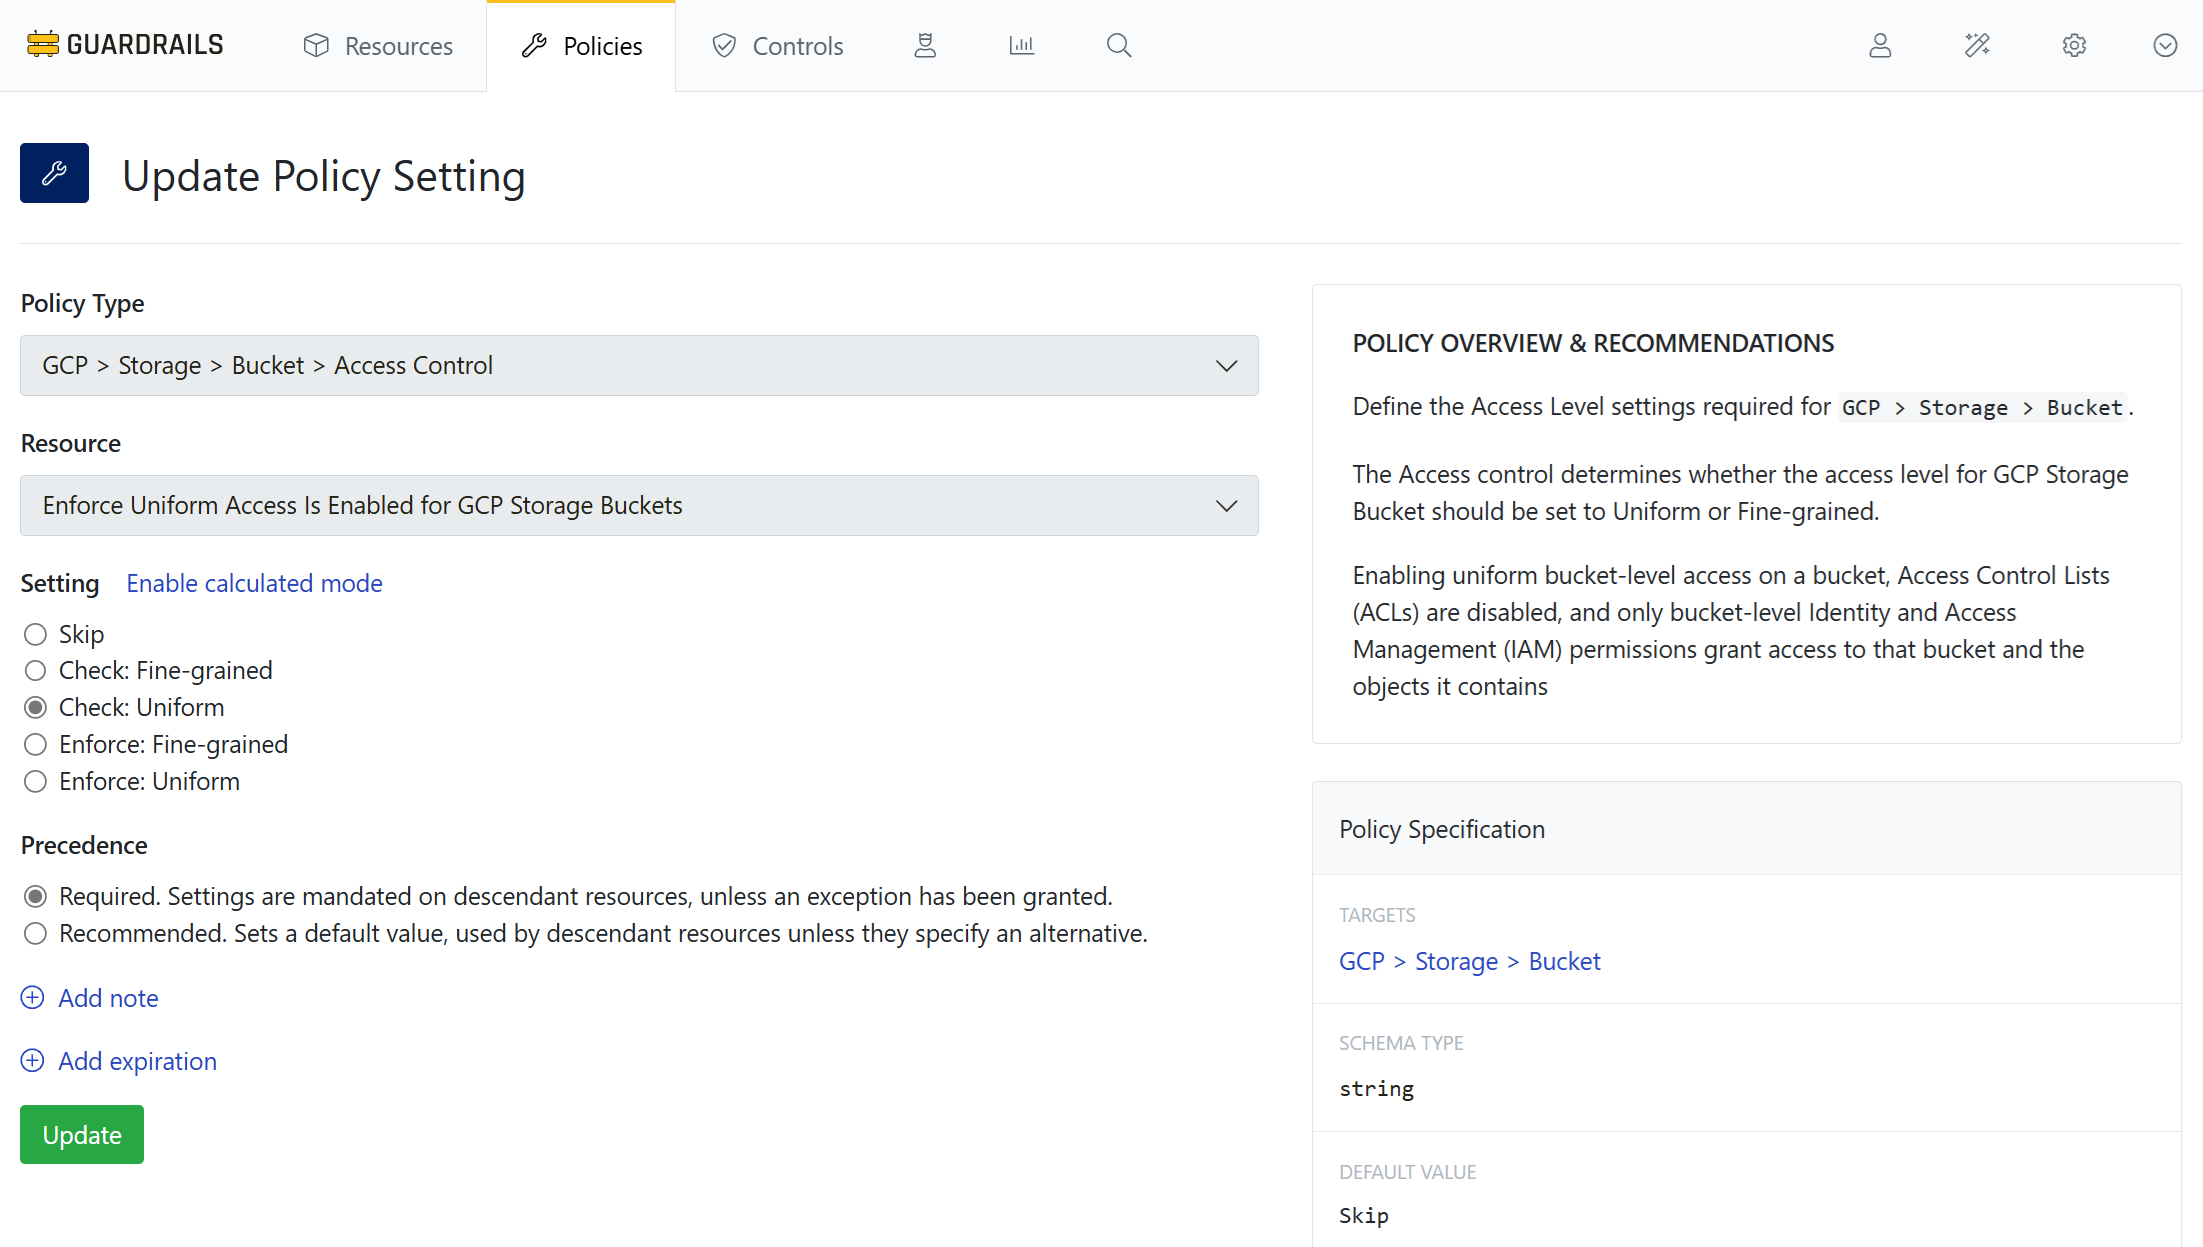 GUARDRAILS
Resources
Policies
Controls
Update Policy Setting
Policy Type
GCP > Storage > Bucket > Access Control
Resource
Enforce Uniform Access Is Enabled for GCP Storage Buckets
Setting Enable calculated mode
Skip
Check: Fine-grained
Check: Uniform
Enforce: Fine-grained
Enforce: Uniform
Precedence
Required. Settings are mandated on descendant resources, unless an exception has been granted.
Recommended. Sets a default value, used by descendant resources unless they specify an alternative.
Add note
Add expiration
Update
POLICY OVERVIEW & RECOMMENDATIONS
Define the Access Level settings required for GCP > Storage > Bucket.
The Access control determines whether the access level for GCP Storage
Bucket should be set to Uniform or Fine-grained.
Enabling uniform bucket-level access on a bucket, Access Control Lists
(ACLs) are disabled, and only bucket-level Identity and Access
Management (IAM) permissions grant access to that bucket and the
objects it contains
Policy Specification
TARGETS
GCP > Storage > Bucket
SCHEMA TYPE
string
DEFAULT VALUE
Skip